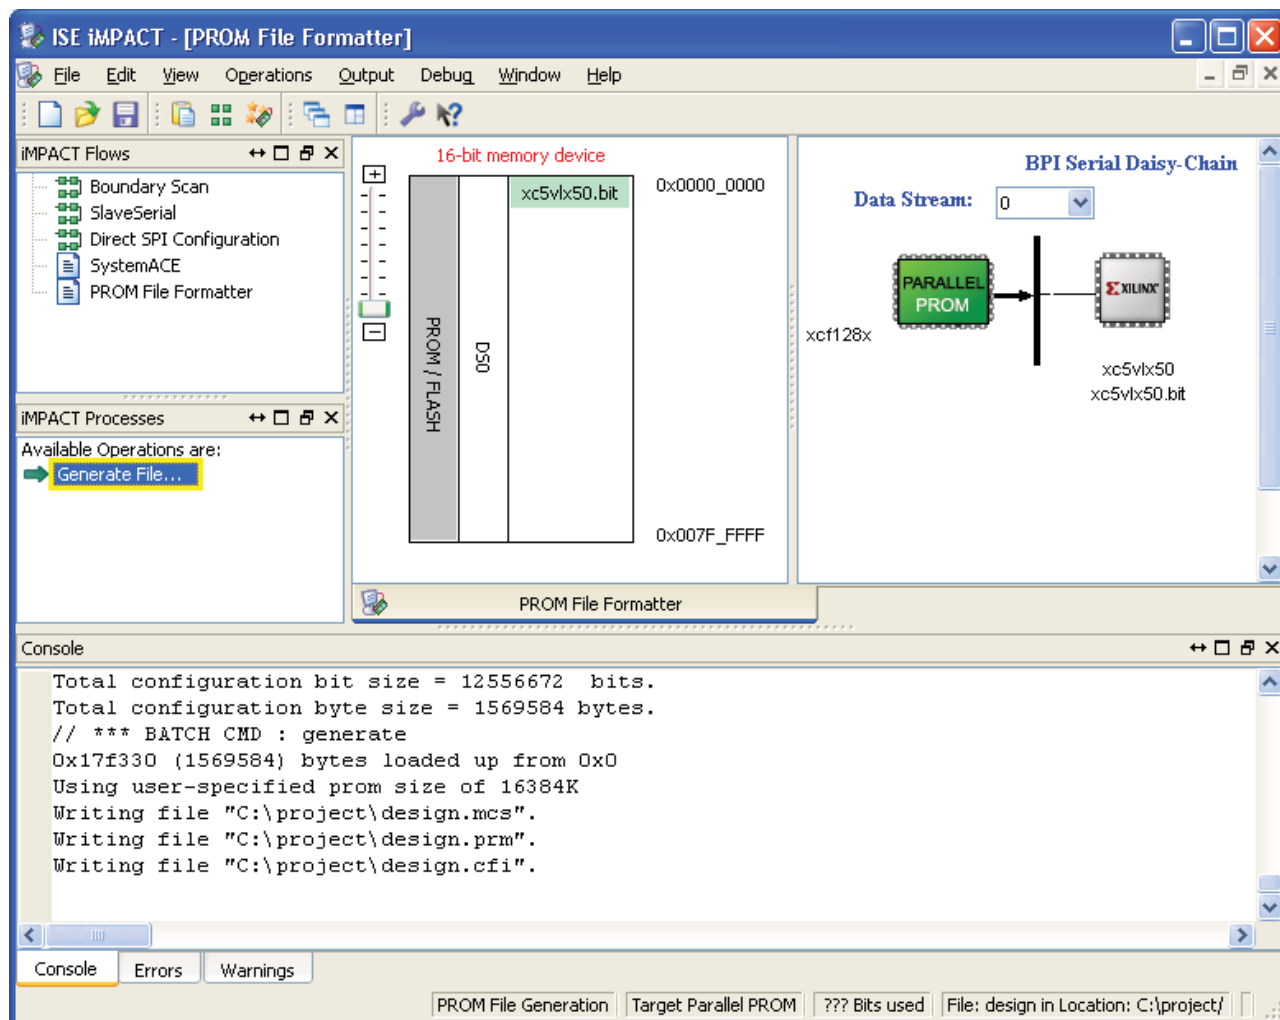 ISE iMPACT - [PROM File Formatter]
File Edit View Operations Output Debug Window Help
iMPACT Flows
Boundary Scan
SlaveSerial
Direct SPI Configuration
SystemACE
PROM File Formatter
iMPACT Processes
Available Operations are:
Generate File...
16-bit memory device
PROM / FLASH
DS0
xc5vlx50.bit
0x0000_0000
0x007F_FFFF
PROM File Formatter
BPI Serial Daisy-Chain
Data Stream: 0
PARALLEL
PROM
xcf128x
XILINX
xc5vlx50
xc5vlx50.bit
Console
Total configuration bit size = 12556672 bits.
Total configuration byte size = 1569584 bytes.
// *** BATCH CMD : generate
0x17f330 (1569584) bytes loaded up from 0x0
Using user-specified prom size of 16384K
Writing file "C:\project\design.mcs".
Writing file "C:\project\design.prm".
Writing file "C:\project\design.cfi".
Console Errors Warnings
PROM File Generation Target Parallel PROM ??? Bits used File: design in Location: C:\project/